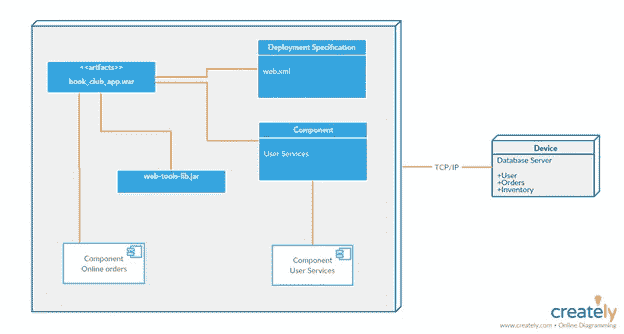 <<artifacts>>
book_club_app.war
Deployment Specification
web.xml
Component
User Services
web-tools-lib.jar
Component
Online orders
Component
User Services
TCP/IP
Device
Database Server
+User
+Orders
+Inventory
creately
www.creately.com • Online Diagramming